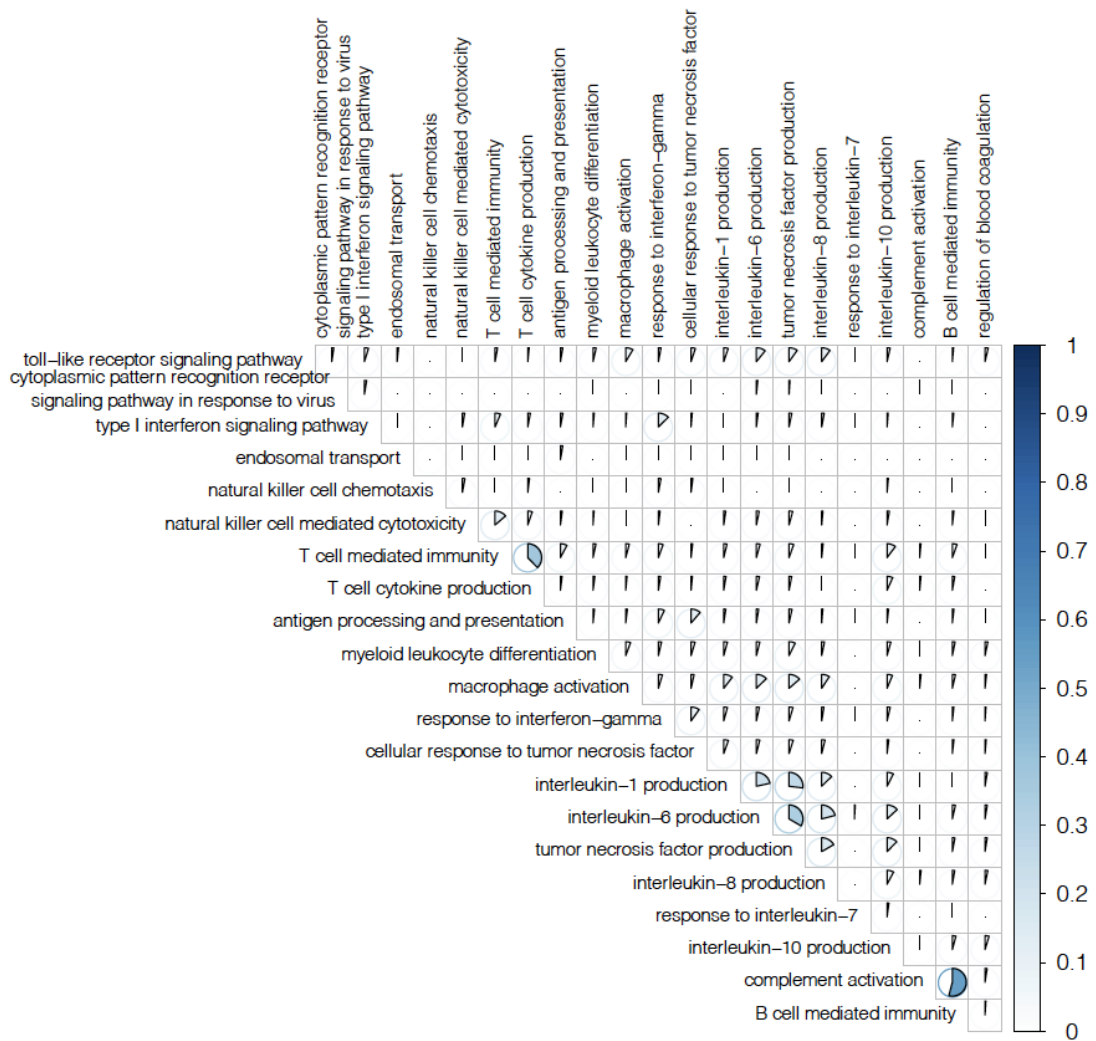 cytoplasmic pattern recognition receptor
signaling pathway in response to virus
type I interferon signaling pathway
endosomal transport
natural killer cell chemotaxis
natural killer cell mediated cytotoxicity
T cell mediated immunity
T cell cytokine production
antigen processing and presentation
myeloid leukocyte differentiation
macrophage activation
response to interferon−gamma
cellular response to tumor necrosis factor
interleukin−1 production
interleukin−6 production
tumor necrosis factor production
interleukin−8 production
response to interleukin−7
interleukin−10 production
complement activation
B cell mediated immunity
regulation of blood coagulation
toll−like receptor signaling pathway
cytoplasmic pattern recognition receptor
signaling pathway in response to virus
type I interferon signaling pathway
endosomal transport
natural killer cell chemotaxis
natural killer cell mediated cytotoxicity
T cell mediated immunity
T cell cytokine production
antigen processing and presentation
myeloid leukocyte differentiation
macrophage activation
response to interferon−gamma
cellular response to tumor necrosis factor
interleukin−1 production
interleukin−6 production
tumor necrosis factor production
interleukin−8 production
response to interleukin−7
interleukin−10 production
complement activation
B cell mediated immunity
1
0.9
0.8
0.7
0.6
0.5
0.4
0.3
0.2
0.1
0